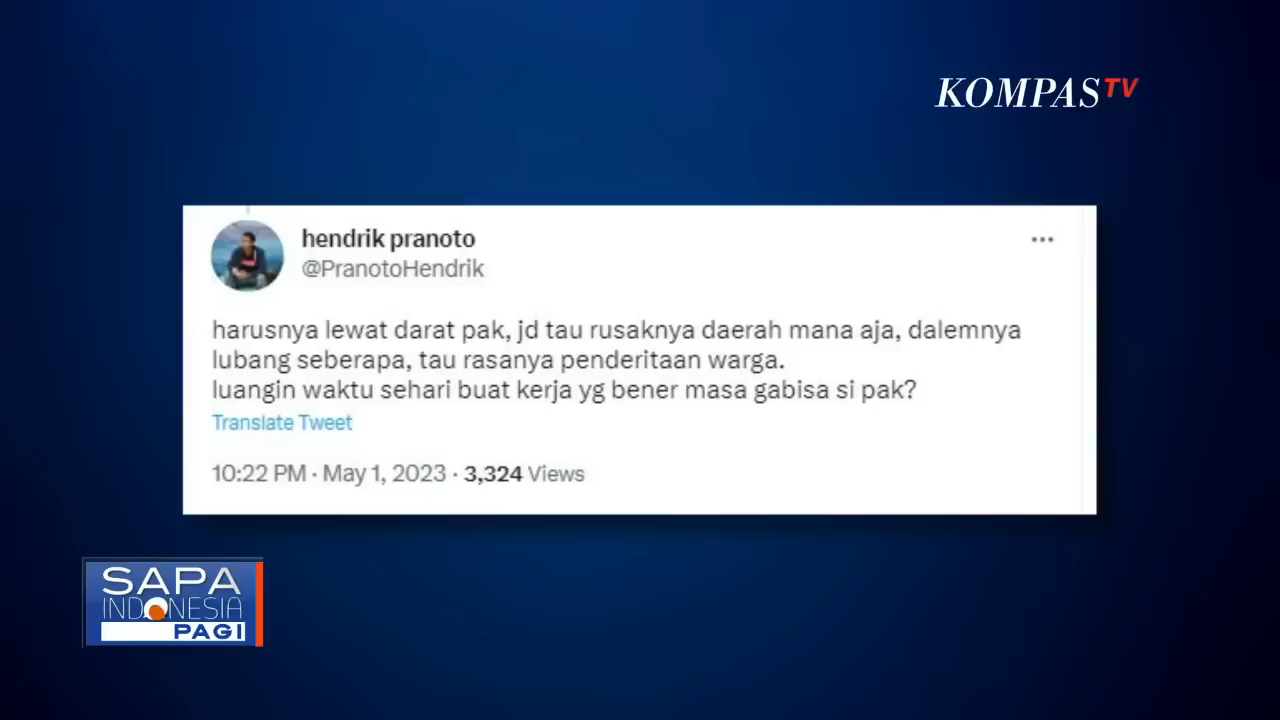 KOMPAS TV
hendrik pranoto
@PranotoHendrik
harusnya lewat darat pak, jd tau rusaknya daerah mana aja, dalemnya
lubang seberapa, tau rasanya penderitaan warga.
luangin waktu sehari buat kerja yg bener masa gabisa si pak?
Translate Tweet
10:22 PM · May 1, 2023 · 3,324 Views
SAPA
INDONESIA
PAGI